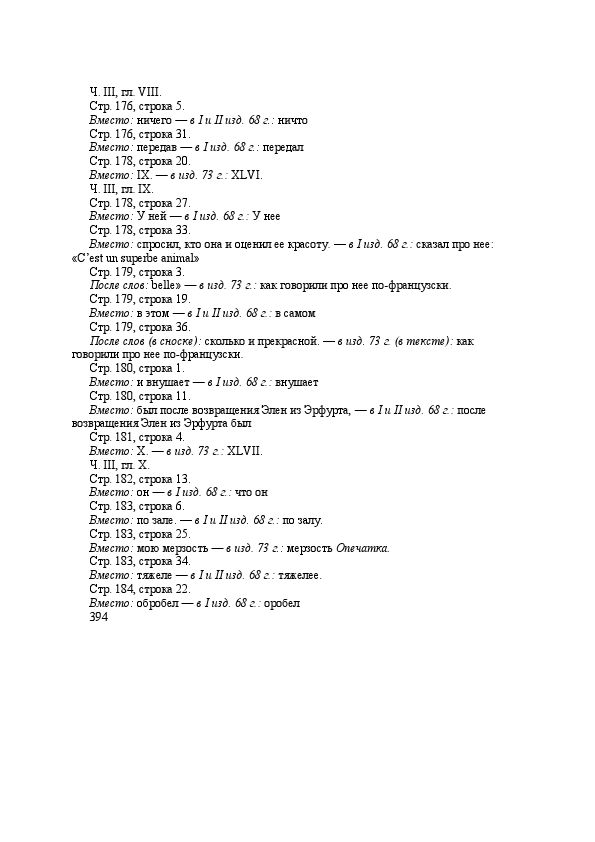 Ч. III, гл. VIII.
Стр. 176, строка 5.
Вместо: ничего — в I и II изд. 68 г.: ничто
Стр. 176, строка 31.
Вместо: передав — в I и II изд. 68 г.: передал
Стр. 178, строка 20.
Вместо: IX. — в изд. 73 г.: XLVI.
Ч. III, гл. IX.
Стр. 178, строка 27.
Вместо: У ней — в I изд. 68 г.: У нее
Стр. 178, строка 33.
Вместо: спросил, кто она и оценил ее красоту. — в I изд. 68 г.: сказал про нее:
«C’est un superbe animal»
Стр. 179, строка 3.
После слов: belle» — в изд. 73 г.: как говорили про нее по-французски.
Стр. 179, строка 19.
Вместо: в этом — в I и II изд. 68 г.: в самом
Стр. 179, строка 36.
После слов (в сноске): сколько и прекрасной. — в изд. 73 г. (в тексте): как
говорили про нее по-французски.
Стр. 180, строка 1.
Вместо: и внушает — в I изд. 68 г.: внушает
Стр. 180, строка 11.
Вместо: был после возвращения Элен из Эрфурта, — в I и II изд. 68 г.: после
возвращения Элен из Эрфурта был
Стр. 181, строка 4.
Вместо: X. — в изд. 73 г.: XLVII.
Ч. III, гл. X.
Стр. 182, строка 13.
Вместо: он — в I изд. 68 г.: что он
Стр. 183, строка 6.
Вместо: по зале. — в I и II изд. 68 г.: по залу.
Стр. 183, строка 25.
Вместо: мою мерзость — в изд. 73 г.: мерзость Опечатка.
Стр. 183, строка 34.
Вместо: тяжеле — в I и II изд. 68 г.: тяжелее.
Стр. 184, строка 22.
Вместо: обробел — в I изд. 68 г.: оробел
394